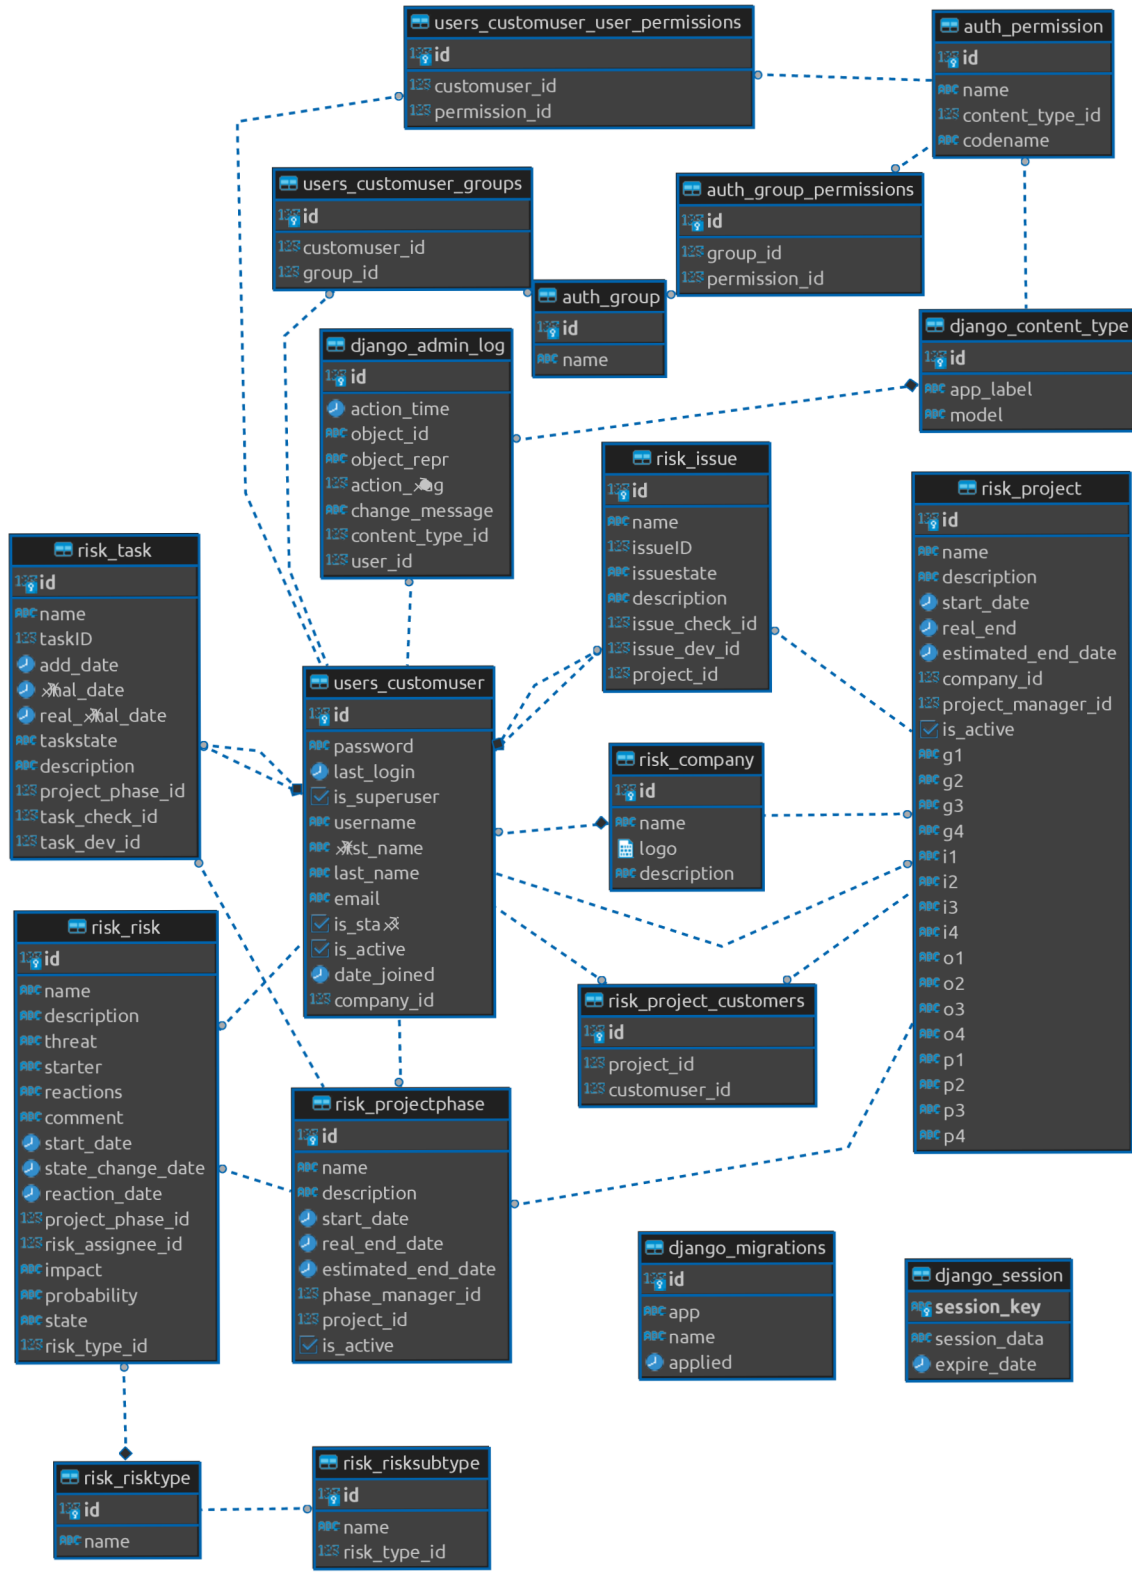 users_customuser_user_permissions
id
customuser_id
permission_id
auth_permission
id
name
content_type_id
codename
users_customuser_groups
id
customuser_id
group_id
auth_group_permissions
id
group_id
permission_id
auth_group
id
name
django_content_type
id
app_label
model
django_admin_log
id
action_time
object_id
object_repr
change_message
content_type_id
user_id
risk_issue
id
name
issueID
issuestate
description
issue_check_id
issue_dev_id
project_id
risk_project
id
name
description
start_date
real_end
estimated_end_date
company_id
project_manager_id
is_active
g1
g2
g3
g4
i1
i2
i3
i4
o1
o2
o3
o4
p1
p2
p3
p4
risk_task
id
name
taskID
add_date
taskstate
description
project_phase_id
task_check_id
task_dev_id
users_customuser
id
password
last_login
is_superuser
username
last_name
email
is_active
date_joined
company_id
risk_company
id
name
logo
description
risk_risk
id
name
description
threat
starter
reactions
comment
start_date
state_change_date
reaction_date
project_phase_id
risk_assignee_id
impact
probability
state
risk_type_id
risk_project_customers
id
project_id
customuser_id
risk_projectphase
id
name
description
start_date
real_end_date
estimated_end_date
phase_manager_id
project_id
is_active
django_migrations
id
app
name
applied
django_session
session_key
session_data
expire_date
risk_risktype
id
name
risk_risksubtype
id
name
risk_type_id